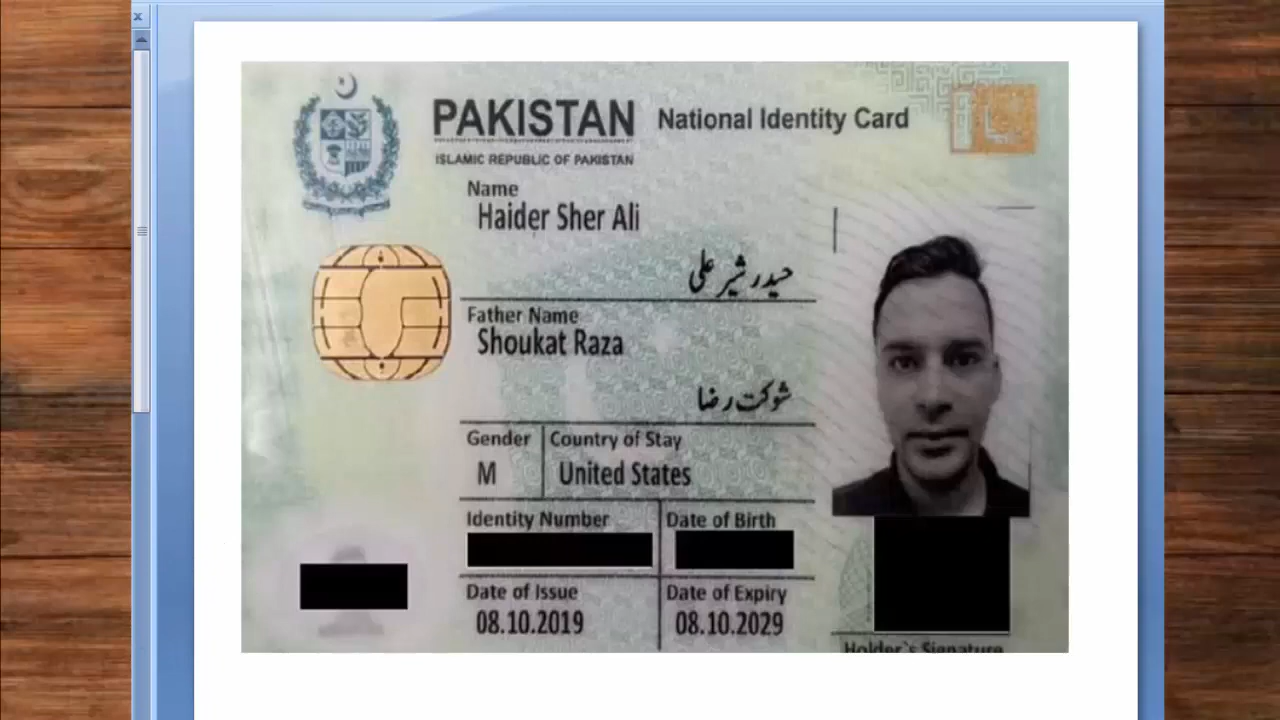 PAKISTAN
National Identity Card
ISLAMIC REPUBLIC OF PAKISTAN
Name
Haider Sher Ali
حیدر شیر علی
Father Name
Shoukat Raza
شوکت رضا
Gender
Country of Stay
M
United States
Identity Number
Date of Birth
Date of Issue
Date of Expiry
08.10.2019
08.10.2029
Holder`s Signature